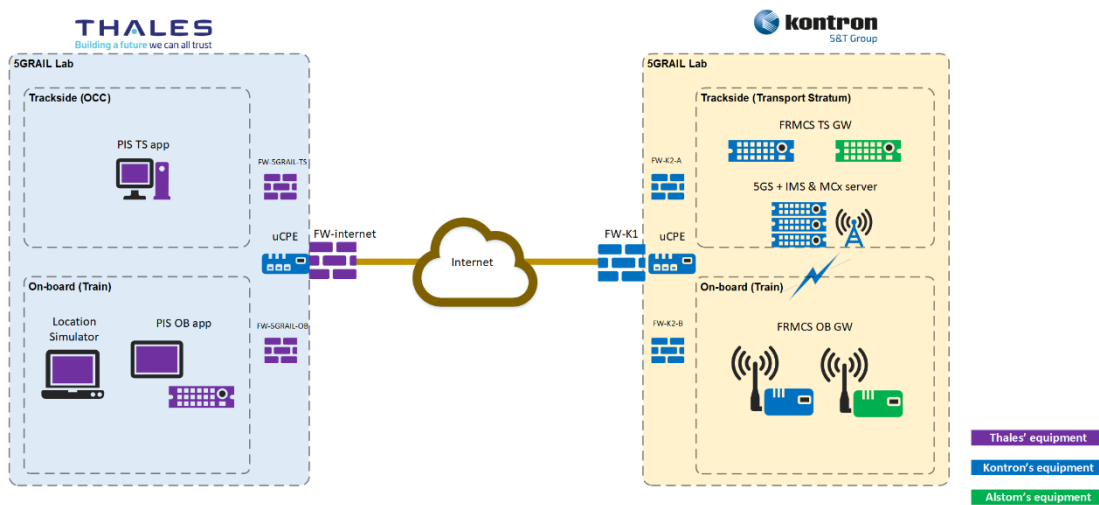 THALES
Building a future we can all trust
kontron
S&T Group
5GRAIL Lab
Trackside (OCC)
PIS TS app
FW-5GRAIL-TS
uCPE
FW-internet
Internet
On-board (Train)
Location
Simulator
PIS OB app
FW-5GRAIL-OB
5GRAIL Lab
Trackside (Transport Stratum)
FRMCS TS GW
FW-K2-A
5GS + IMS & MCx server
FW-K1
uCPE
On-board (Train)
FW-K2-B
FRMCS OB GW
Thales' equipment
Kontron's equipment
Alstom's equipment